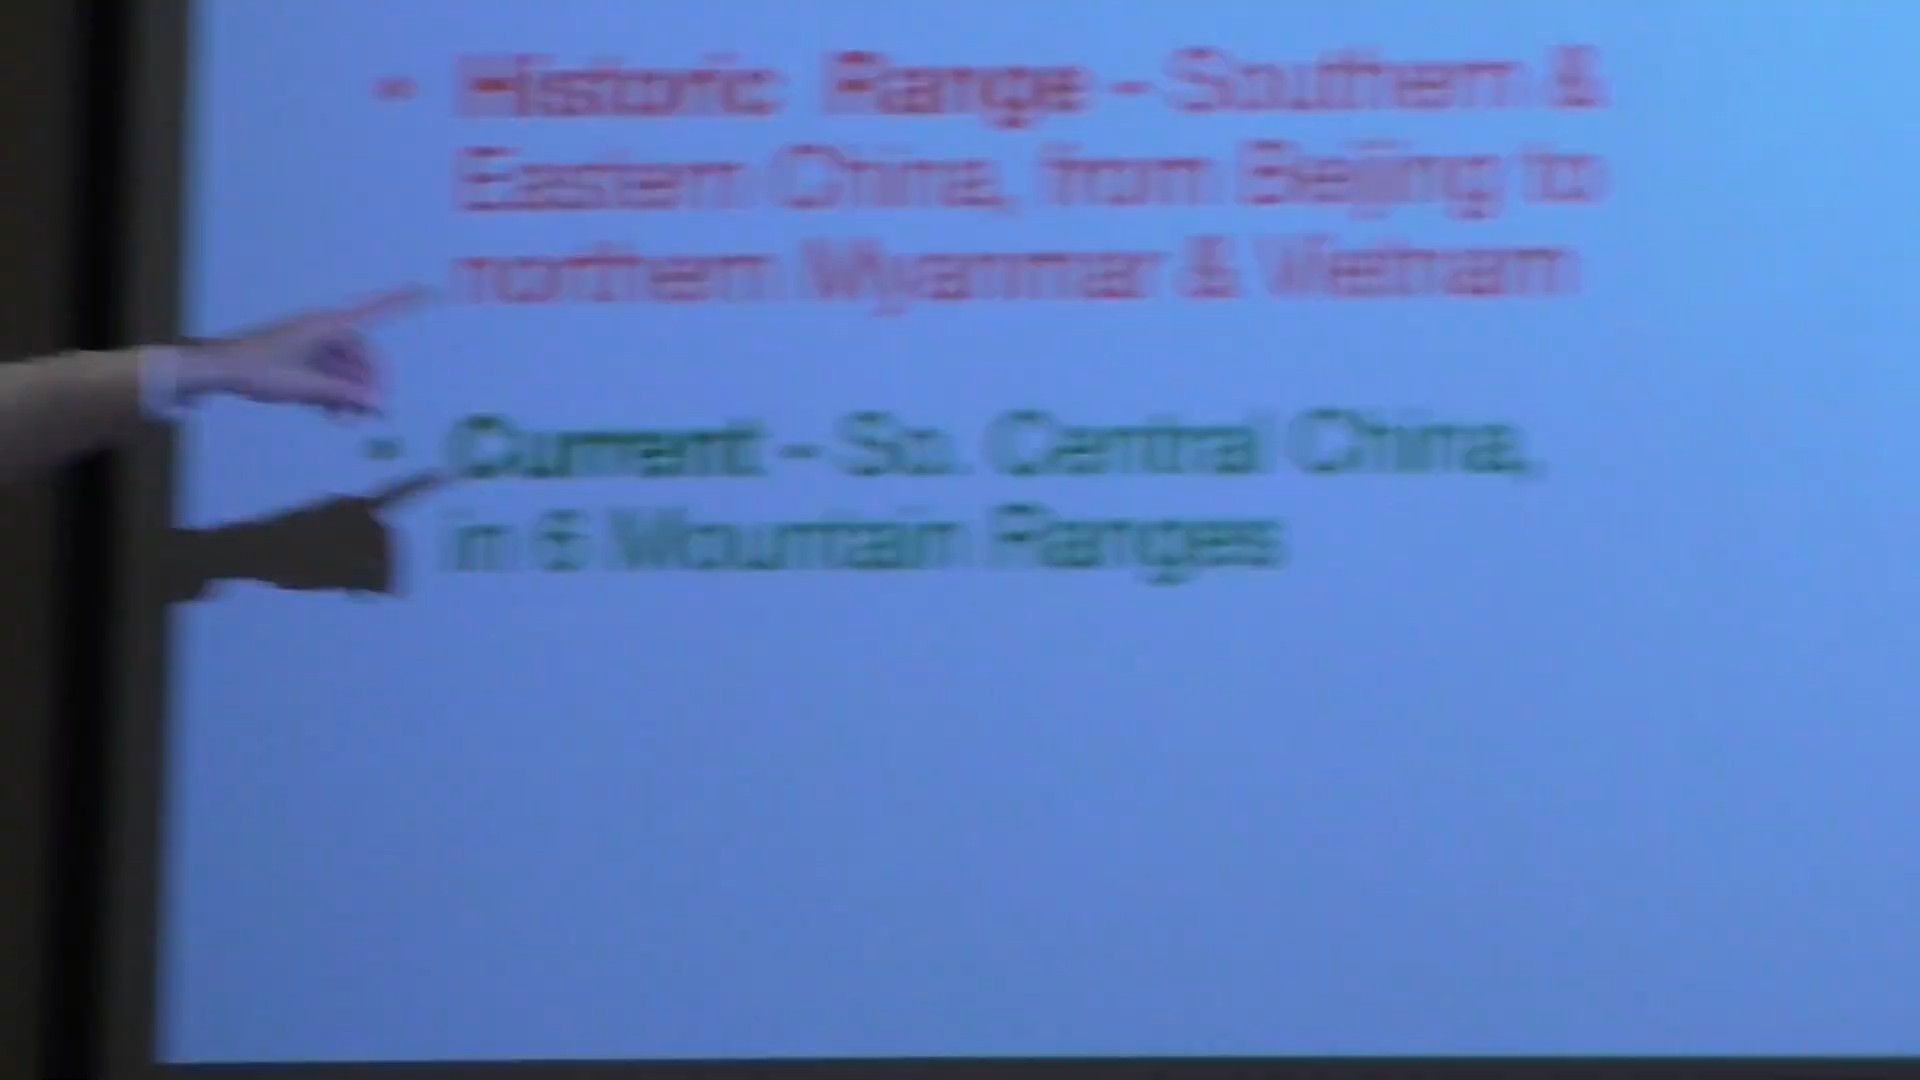 • Historic Range - Southern &
Eastern China, from Beijing to
northern Myanmar & Vietnam
• Current - So. Central China,
in 6 Mountain Ranges